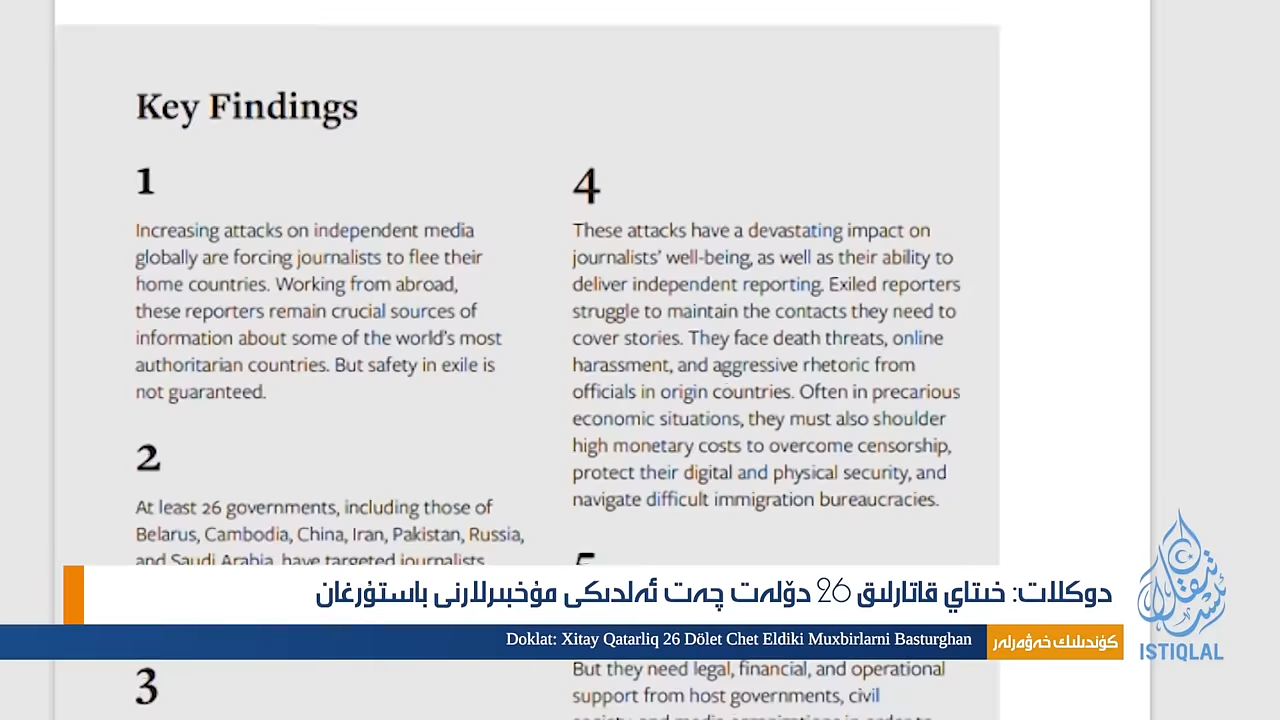 Key Findings
1
Increasing attacks on independent media
globally are forcing journalists to flee their
home countries. Working from abroad,
these reporters remain crucial sources of
information about some of the world's most
authoritarian countries. But safety in exile is
not guaranteed.
2
At least 26 governments, including those of
Belarus, Cambodia, China, Iran, Pakistan, Russia,
and Saudi Arabia, have targeted journalists
3
4
These attacks have a devastating impact on
journalists' well-being, as well as their ability to
deliver independent reporting. Exiled reporters
struggle to maintain the contacts they need to
cover stories. They face death threats, online
harassment, and aggressive rhetoric from
officials in origin countries. Often in precarious
economic situations, they must also shoulder
high monetary costs to overcome censorship,
protect their digital and physical security, and
navigate difficult immigration bureaucracies.
5
But they need legal, financial, and operational
support from host governments, civil
دوكلات: خىتاي قاتارلىق 26 دۆلەت چەت ئەلدىكى مۇخبىرلارنى باستۇرغان
Doklat: Xitay Qatarliq 26 Dölet Chet Eldiki Muxbirlarni Basturghan
كۈندىلىك خەۋەرلەر
ئىستىقلال
ISTIQLAL